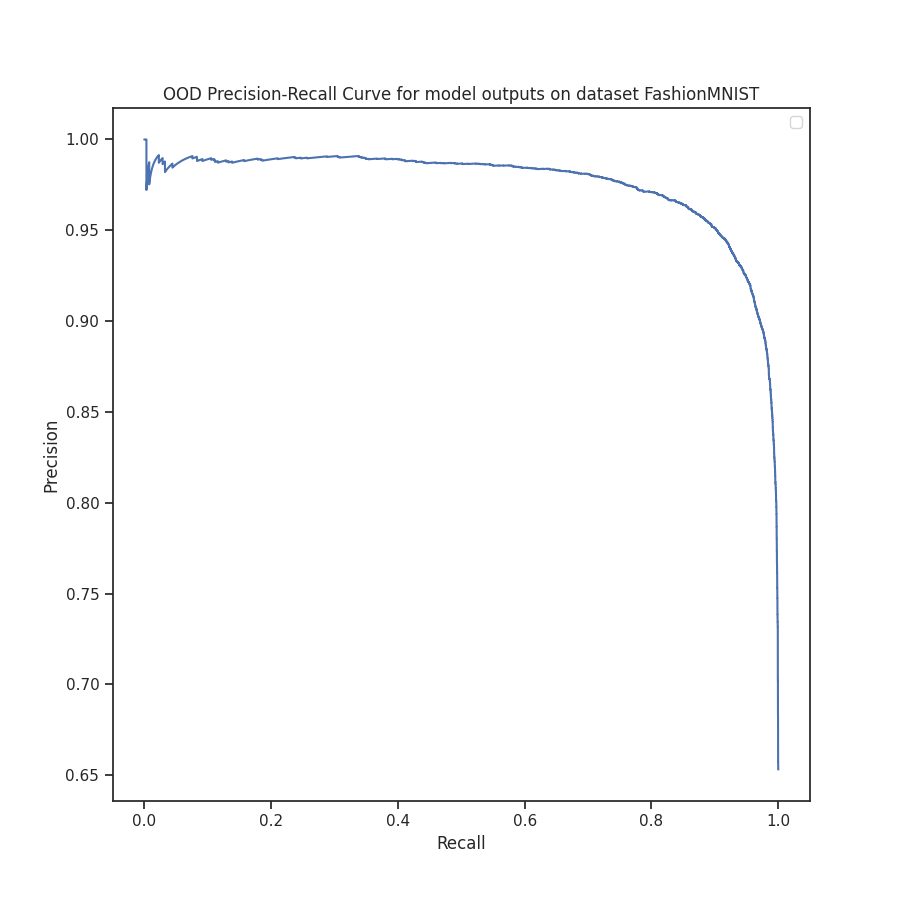 OOD Precision-Recall Curve for model outputs on dataset FashionMNIST
1.00
0.95
0.90
0.85
0.80
0.75
0.70
0.65
Precision
0.0 0.2 0.4 0.6 0.8 1.0
Recall